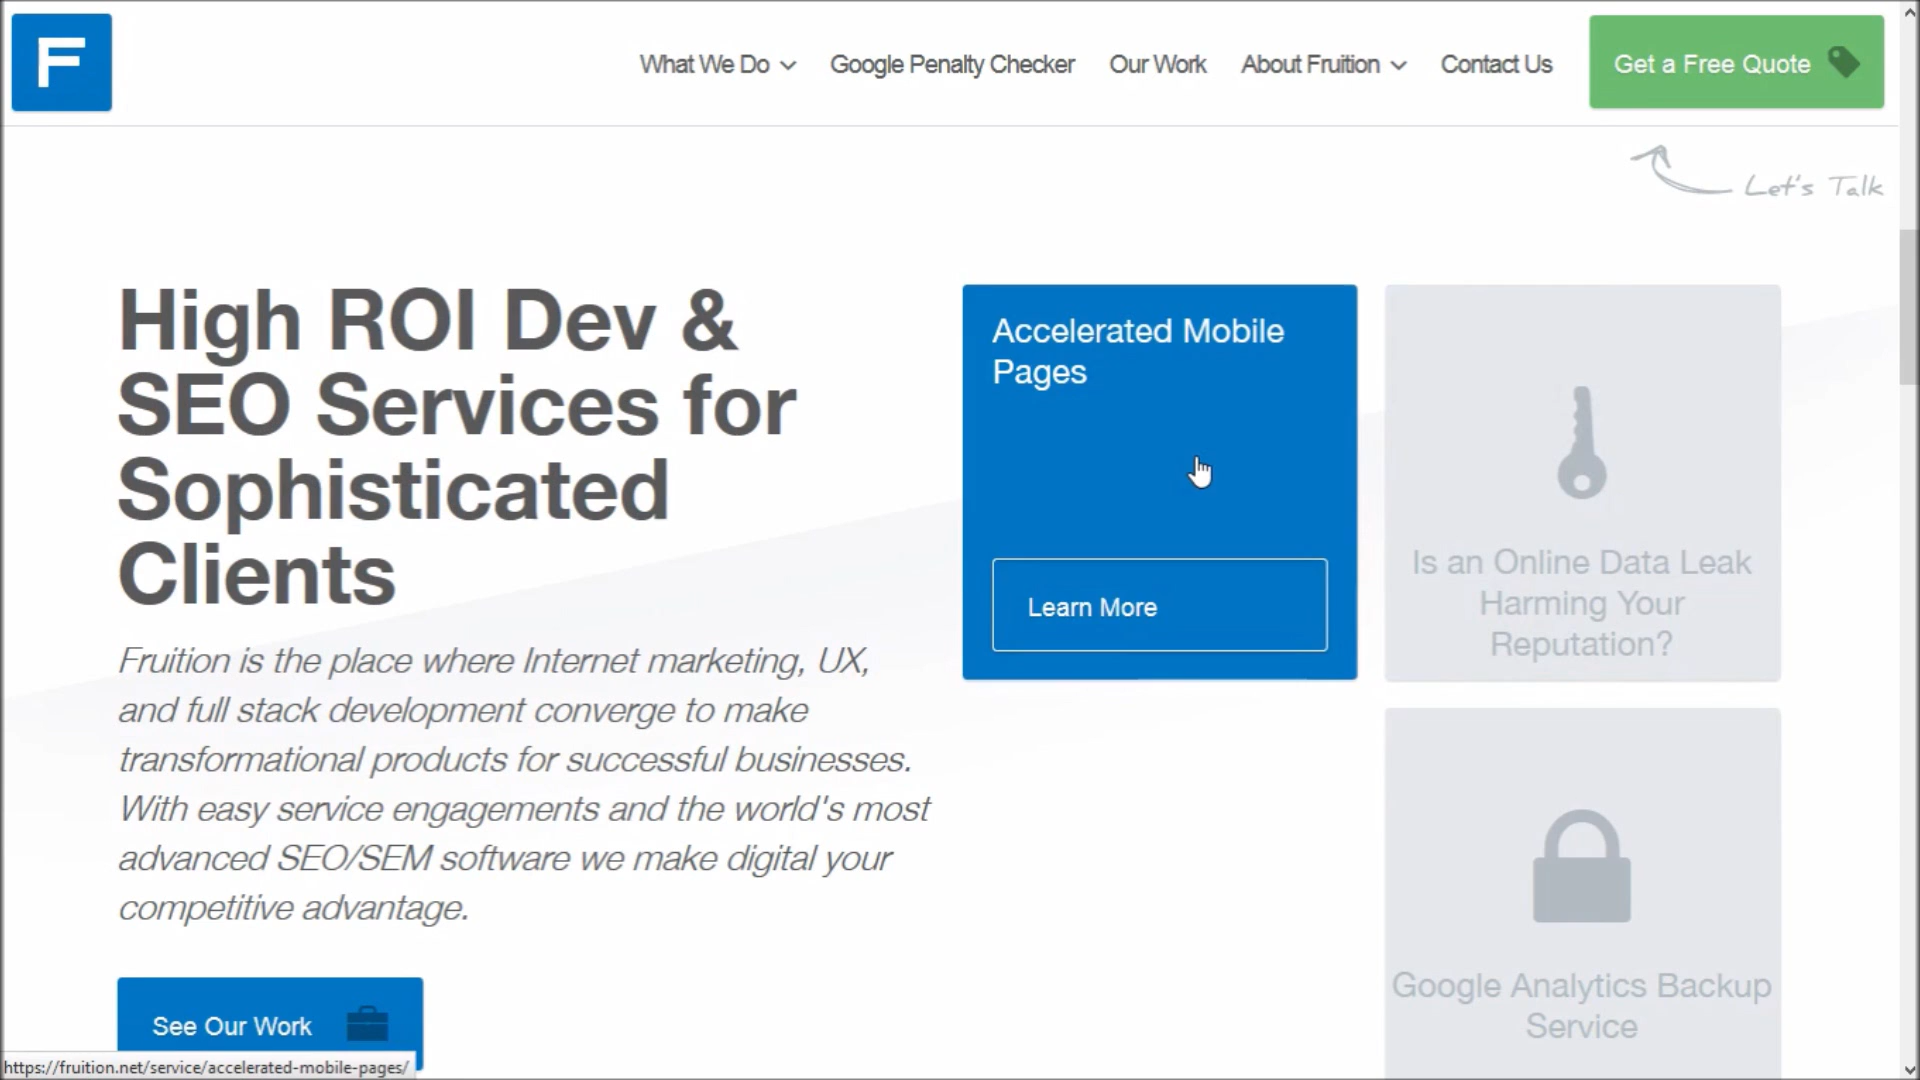 F
What We Do
Google Penalty Checker
Our Work
About Fruition
Contact Us
Get a Free Quote
Let's Talk
High ROI Dev &
SEO Services for
Sophisticated
Clients
Fruition is the place where Internet marketing, UX,
and full stack development converge to make
transformational products for successful businesses.
With easy service engagements and the world's most
advanced SEO/SEM software we make digital your
competitive advantage.
See Our Work
Accelerated Mobile
Pages
Learn More
Is an Online Data Leak
Harming Your
Reputation?
Google Analytics Backup
Service
https://fruition.net/service/accelerated-mobile-pages/